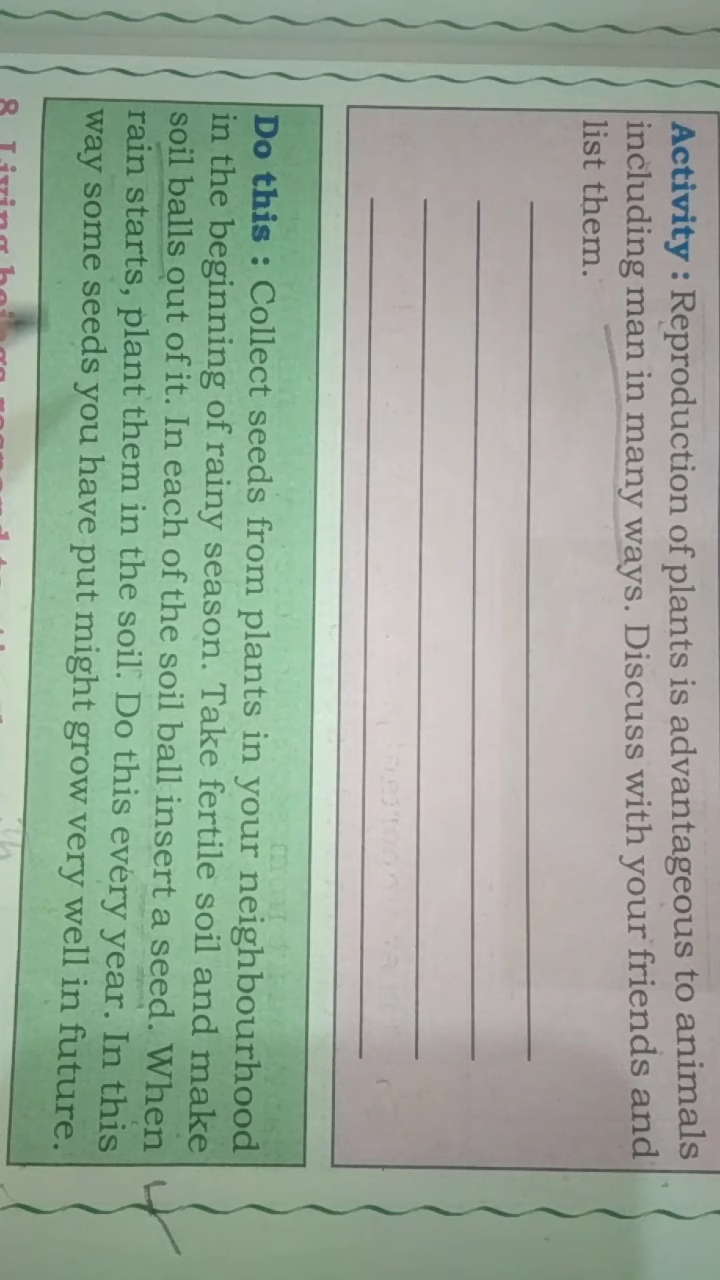 Activity : Reproduction of plants is advantageous to animals
including man in many ways. Discuss with your friends and
list them.
Do this : Collect seeds from plants in your neighbourhood
in the beginning of rainy season. Take fertile soil and make
soil balls out of it. In each of the soil ball insert a seed. When
rain starts, plant them in the soil. Do this every year. In this
way some seeds you have put might grow very well in future.
8. Living beings respond to